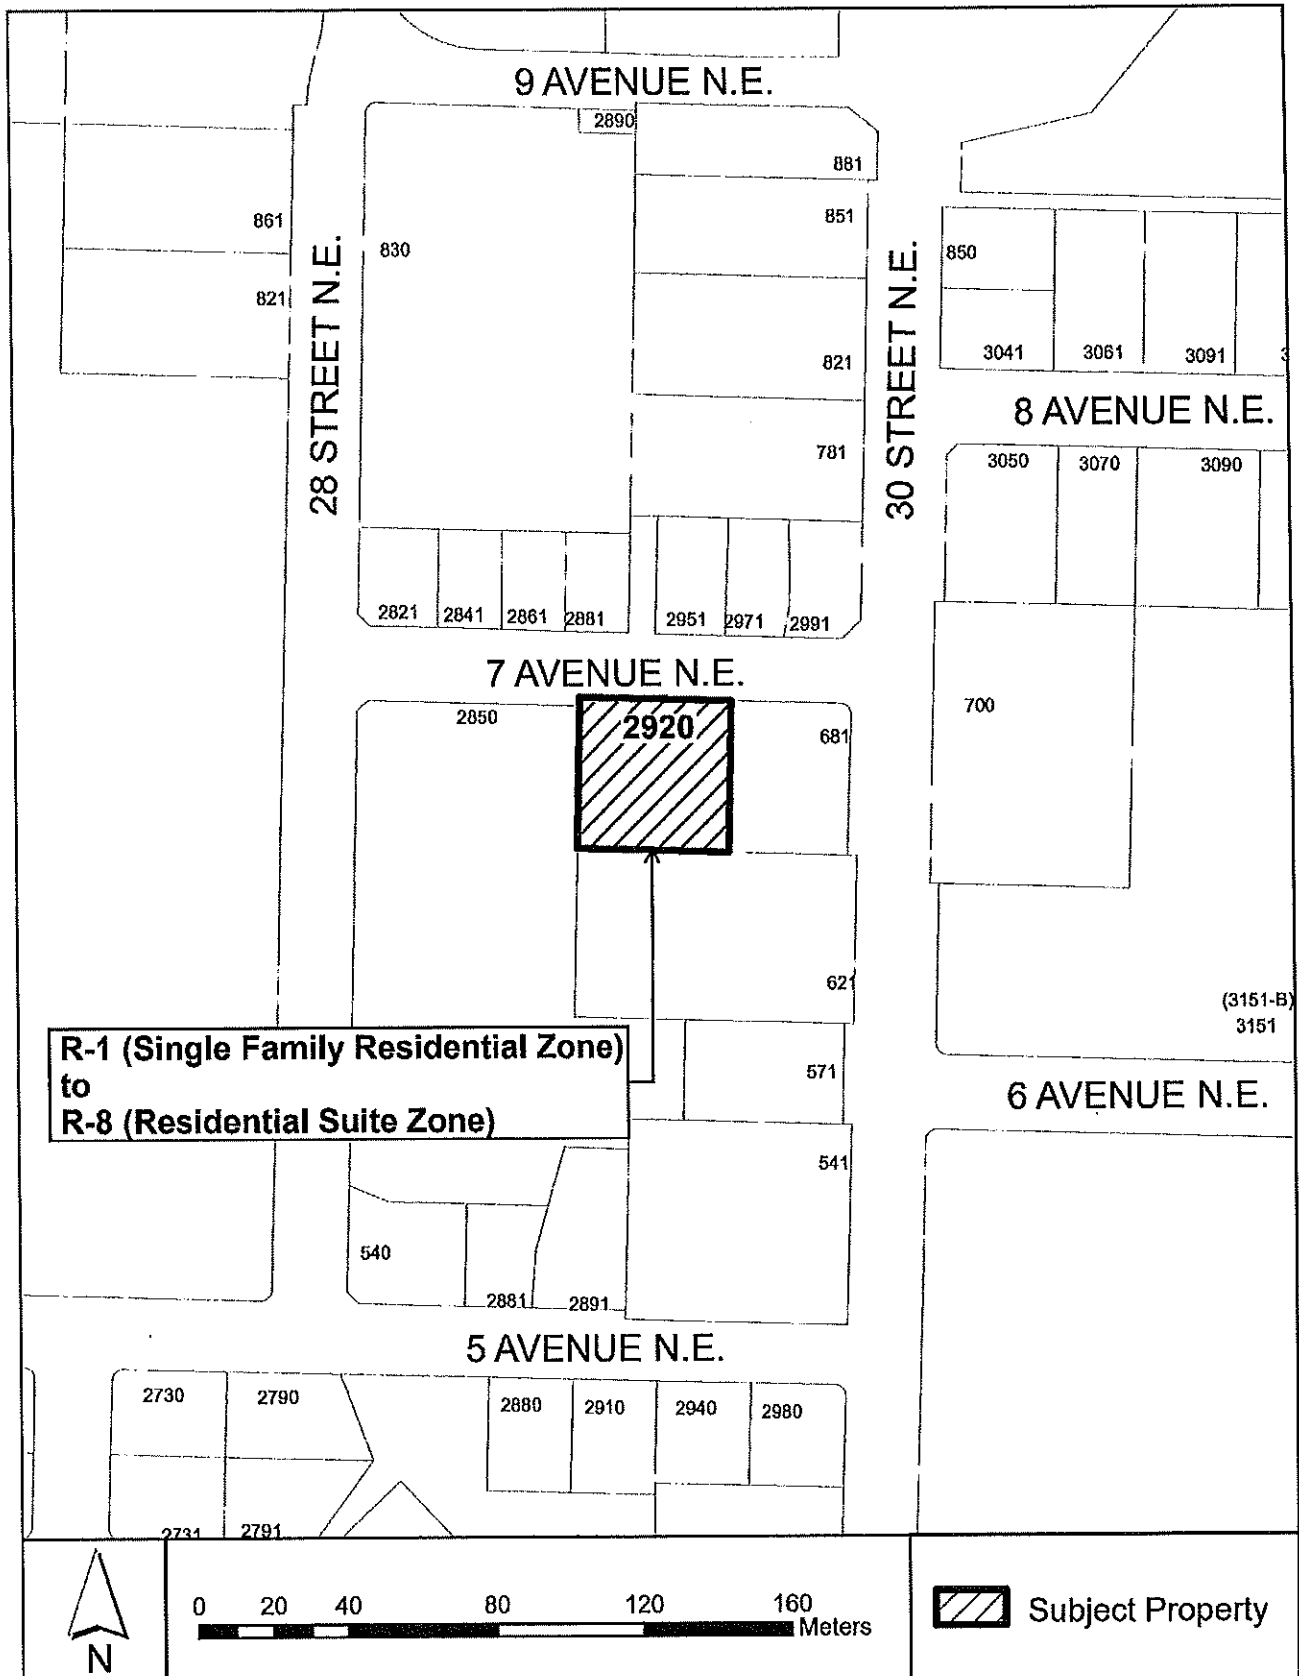 9 AVENUE N.E.
2890
881
861
830
851
850
28 STREET N.E.
30 STREET N.E.
821
821
3041
3061
3091
3
8 AVENUE N.E.
781
3050
3070
3090
2821
2841
2861
2881
2951
2971
2991
7 AVENUE N.E.
2850
2920
681
700
621
(3151-B)
3151
R-1 (Single Family Residential Zone)
to
R-8 (Residential Suite Zone)
571
6 AVENUE N.E.
541
540
2881
2891
5 AVENUE N.E.
2730
2790
2880
2910
2940
2980
2731
2791
N
0 20 40 80 120 160
Meters
Subject Property